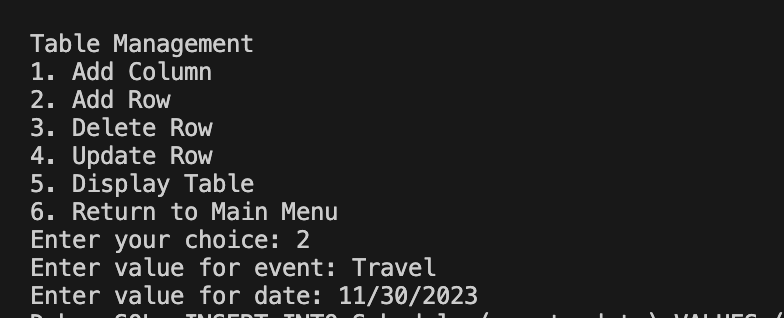 Table Management
1. Add Column
2. Add Row
3. Delete Row
4. Update Row
5. Display Table
6. Return to Main Menu
Enter your choice: 2
Enter value for event: Travel
Enter value for date: 11/30/2023